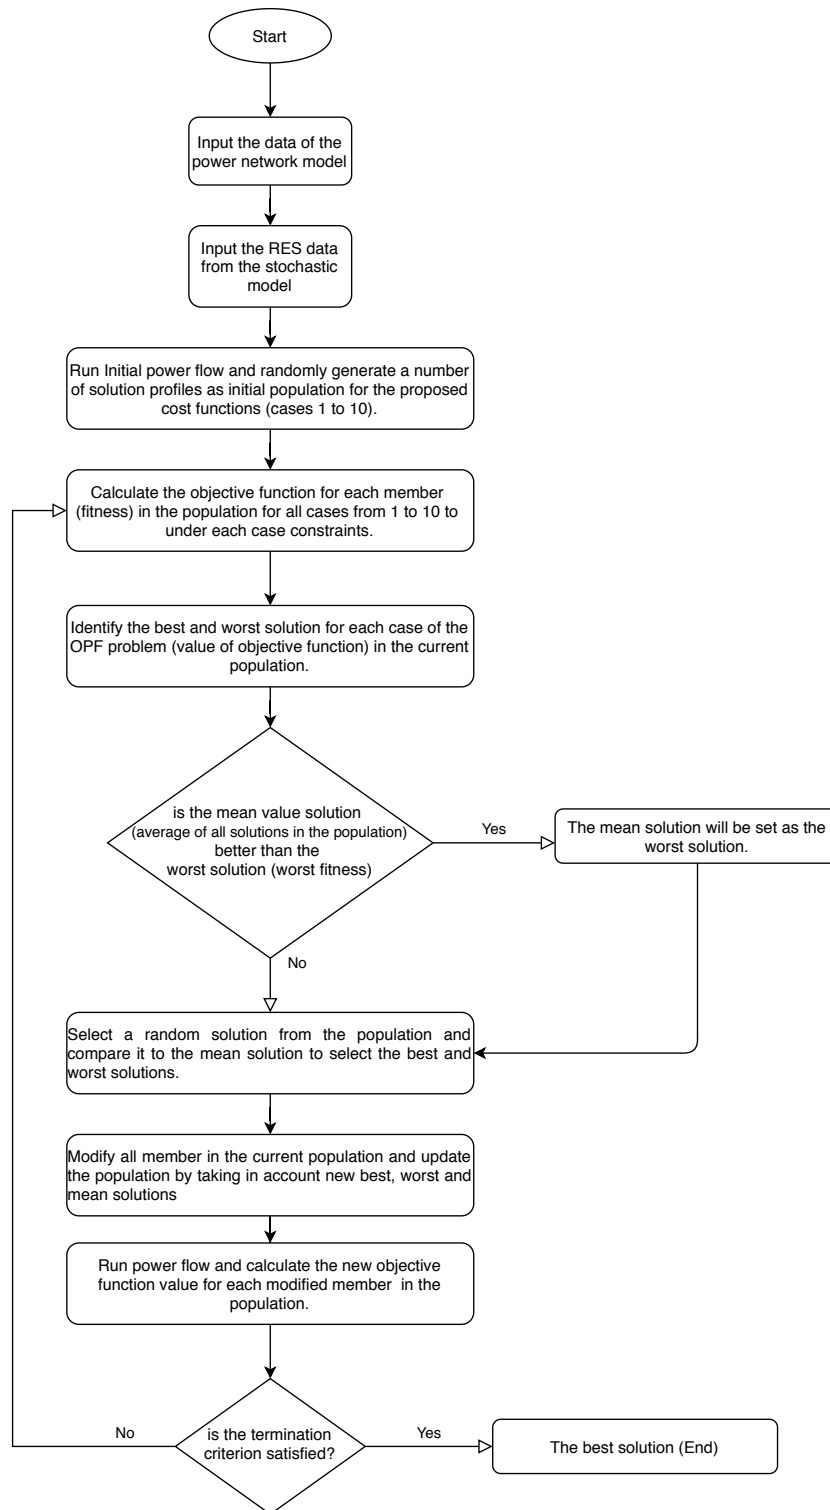 Start
Input the data of the
power network model
Input the RES data
from the stochastic
model
Run Initial power flow and randomly generate a number
of solution profiles as initial population for the proposed
cost functions (cases 1 to 10).
Calculate the objective function for each member
(fitness) in the population for all cases from 1 to 10 to
under each case constraints.
Identify the best and worst solution for each case of the
OPF problem (value of objective function) in the current
population.
is the mean value solution
(average of all solutions in the population)
better than the
worst solution (worst fitness)
Yes
The mean solution will be set as the
worst solution.
No
Select a random solution from the population and
compare it to the mean solution to select the best and
worst solutions.
Modify all member in the current population and update
the population by taking in account new best, worst and
mean solutions
Run power flow and calculate the new objective
function value for each modified member in the
population.
No
is the termination
criterion satisfied?
Yes
The best solution (End)